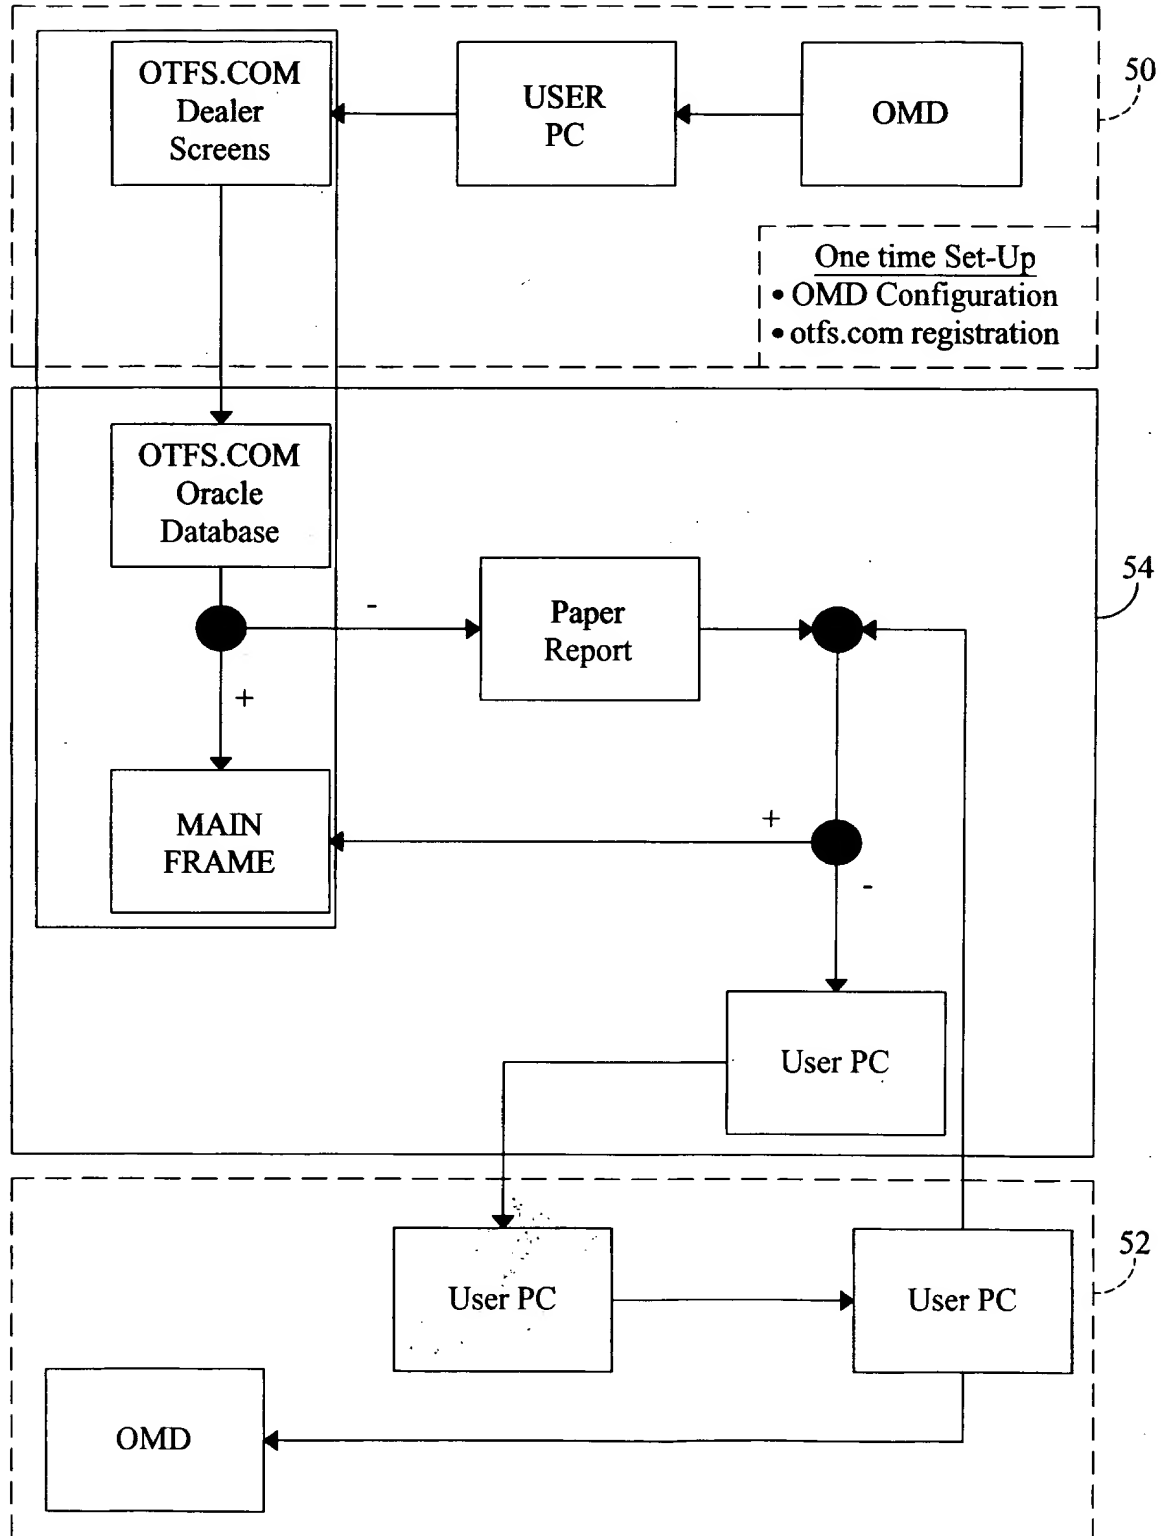 OTFS.COM
Dealer
Screens
USER
PC
OMD
50
One time Set-Up
• OMD Configuration
• otfs.com registration
OTFS.COM
Oracle
Database
54
-
Paper
Report
+
MAIN
FRAME
+
-
User PC
52
User PC
User PC
OMD